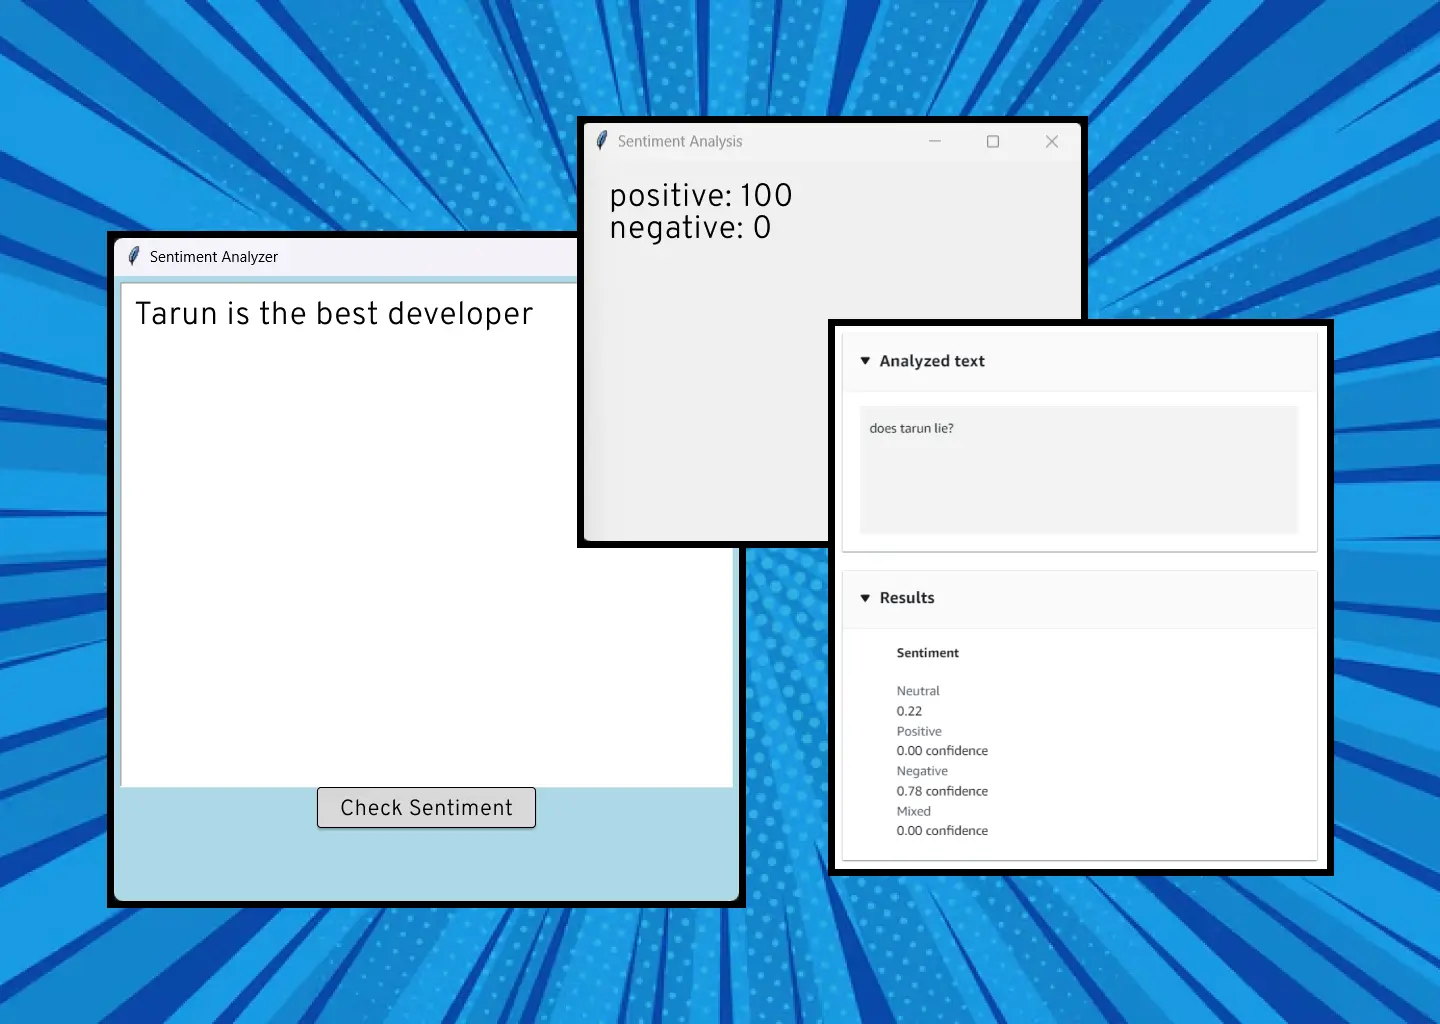 Sentiment Analyzer
Tarun is the best developer
Check Sentiment
Sentiment Analysis
positive: 100
negative: 0
Analyzed text
does tarun lie?
Results
Sentiment
Neutral
0.22
Positive
0.00 confidence
Negative
0.78 confidence
Mixed
0.00 confidence